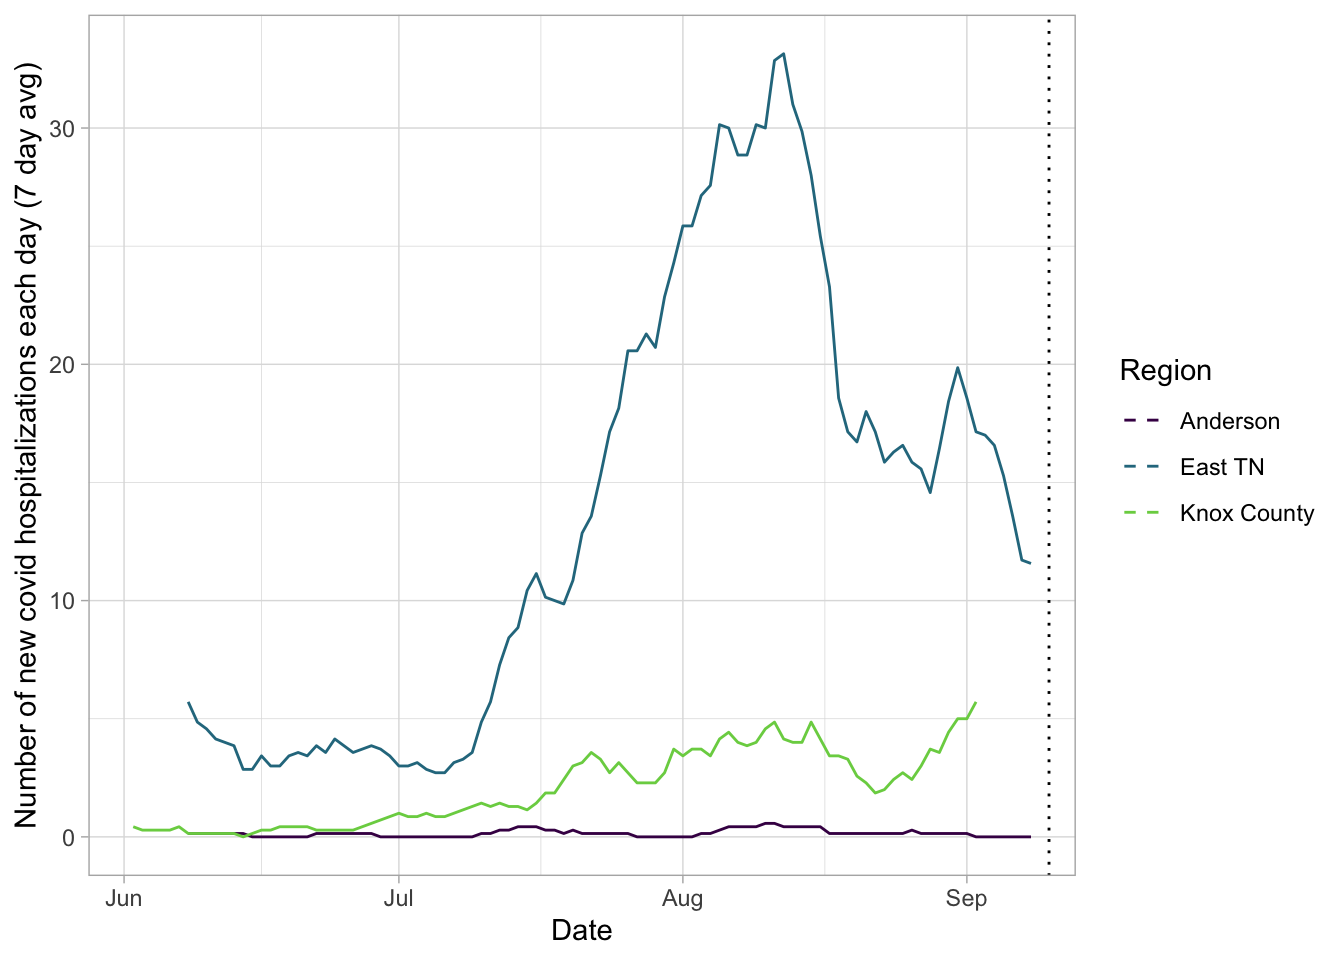 Number of new covid hospitalizations each day (7 day avg)
30
20
10
0
Jun
Jul
Aug
Sep
Date
Region
Anderson
East TN
Knox County